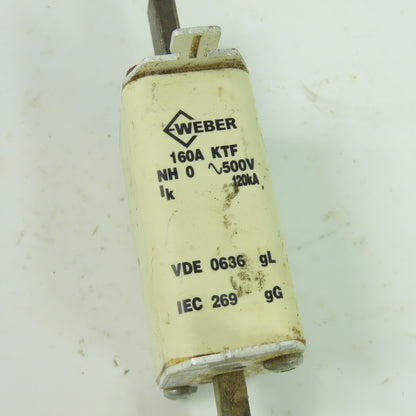 WEBER
160A KTF
NH 0 ∿500V
Ik 120kA
VDE 0636 gL
IEC 269 gG